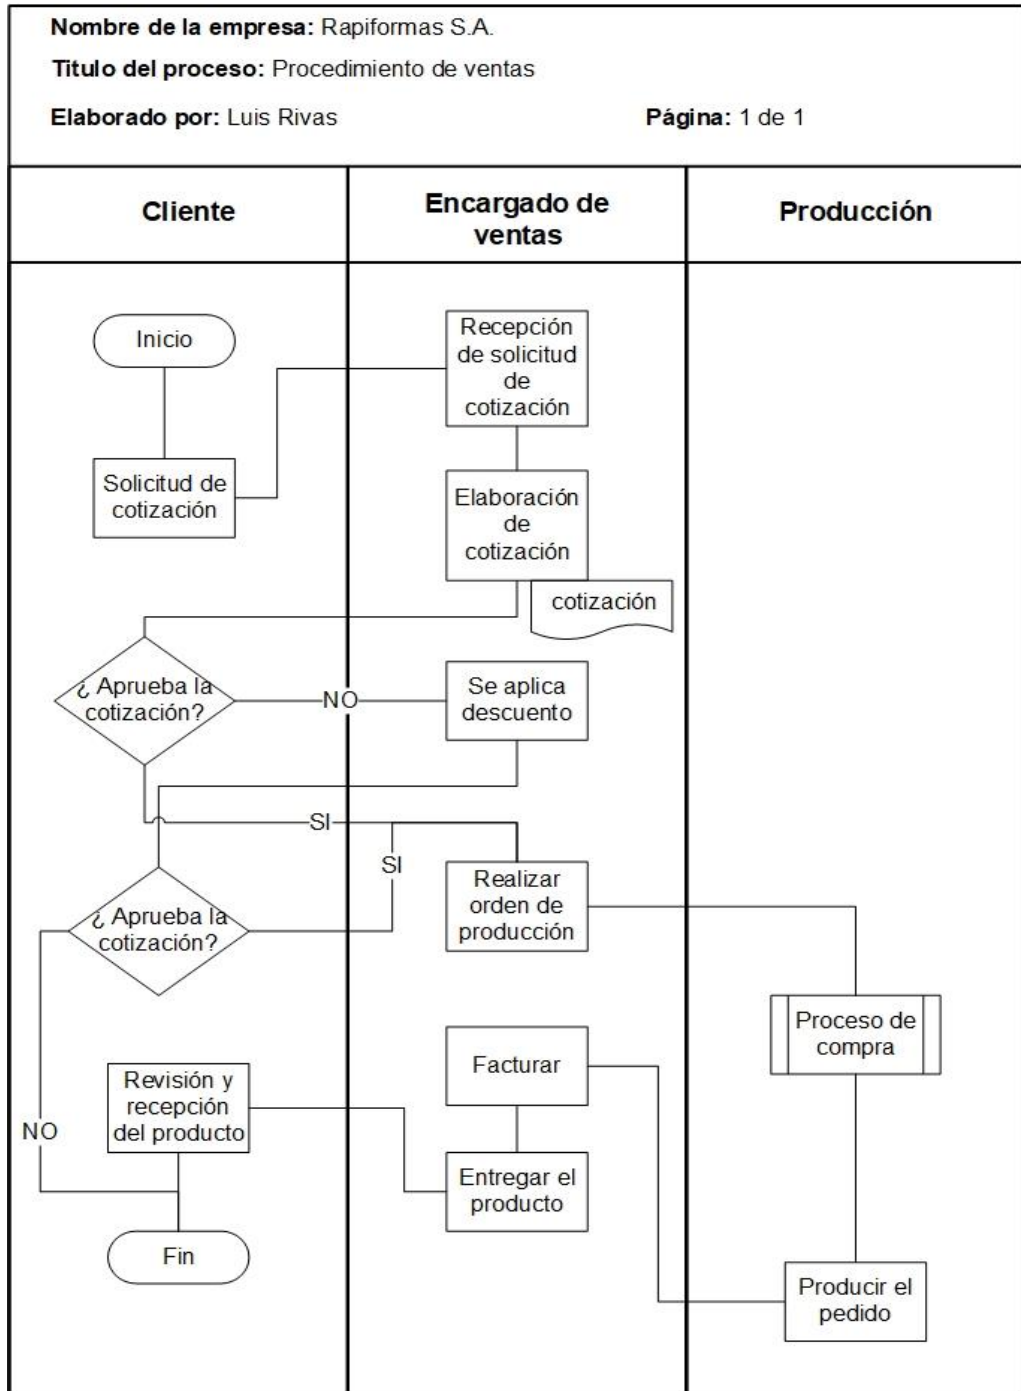 Nombre de la empresa: Rapiformas S.A.
Titulo del proceso: Procedimiento de ventas
Elaborado por: Luis Rivas
Página: 1 de 1
Cliente
Encargado de
ventas
Producción
Inicio
Recepción
de solicitud
de
cotización
Solicitud de
cotización
Elaboración
de
cotización
cotización
¿ Aprueba la
cotización?
NO
Se aplica
descuento
SI
SI
¿ Aprueba la
cotización?
Realizar
orden de
producción
Proceso de
compra
Facturar
Revisión y
recepción
del producto
NO
Entregar el
producto
Fin
Producir el
pedido